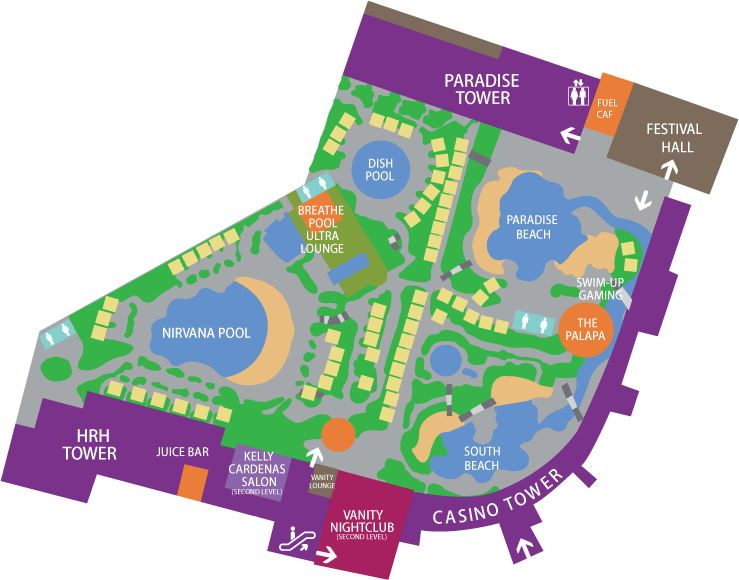 PARADISE
TOWER
FUEL
CAF
FESTIVAL
HALL
DISH
POOL
BREATHE
POOL
ULTRA
LOUNGE
PARADISE
BEACH
SWIM-UP
GAMING
THE
PALAPA
NIRVANA POOL
HRH
TOWER
JUICE BAR
KELLY
CARDENAS
SALON
(SECOND LEVEL)
VANITY
LOUNGE
SOUTH
BEACH
VANITY
NIGHTCLUB
(SECOND LEVEL)
CASINO TOWER